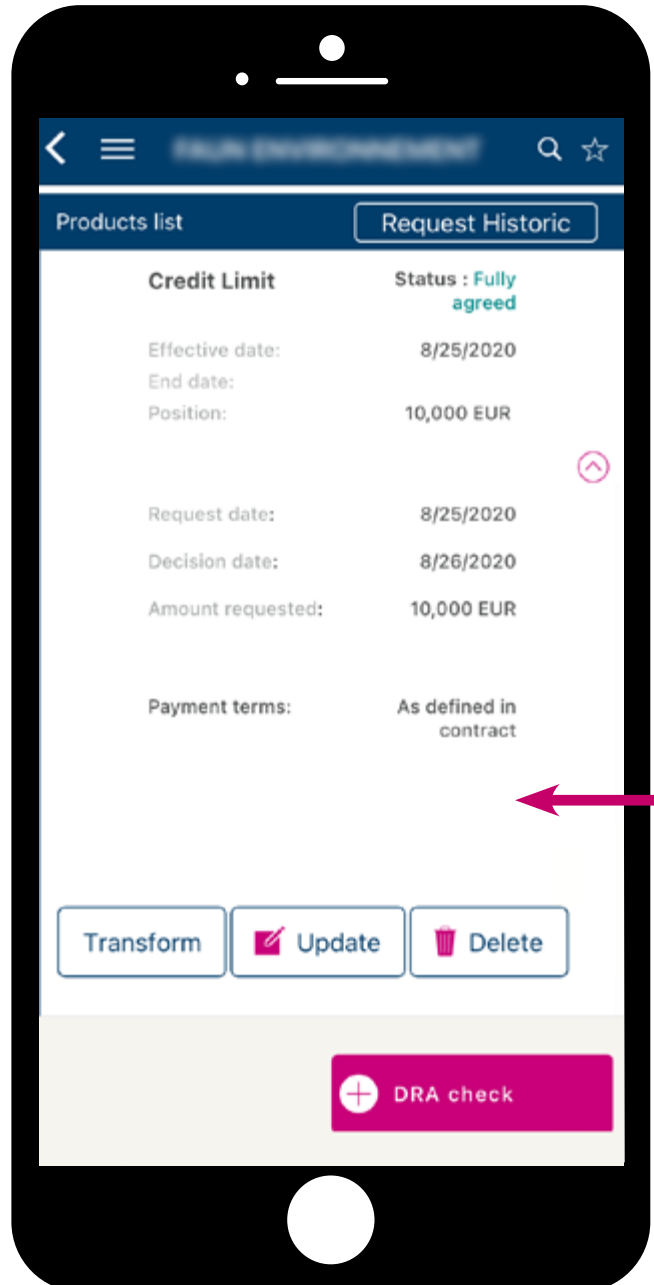 Products list Request Historic
Credit Limit Status : Fully
agreed
Effective date: 8/25/2020
End date:
Position: 10,000 EUR
Request date: 8/25/2020
Decision date: 8/26/2020
Amount requested: 10,000 EUR
Payment terms: As defined in
contract
Transform Update Delete
DRA check